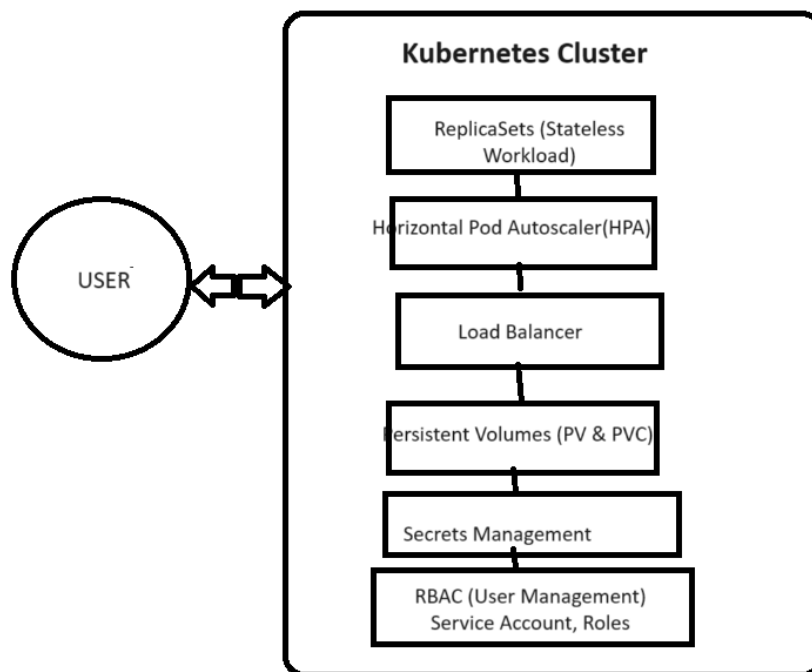 Kubernetes Cluster
ReplicaSets (Stateless
Workload)
Horizontal Pod Autoscaler(HPA)
USER
Load Balancer
Persistent Volumes (PV & PVC)
Secrets Management
RBAC (User Management)
Service Account, Roles